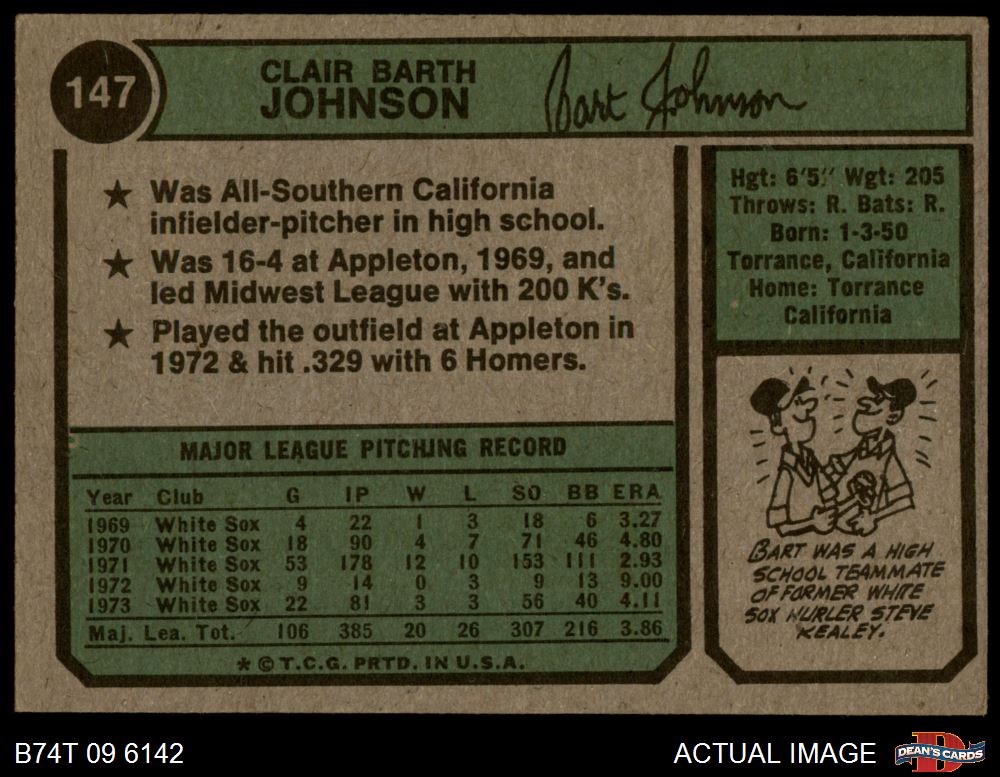 147
CLAIR BARTH
JOHNSON
Bart Johnson
★ Was All-Southern California
infielder-pitcher in high school.
★ Was 16-4 at Appleton, 1969, and
led Midwest League with 200 K's.
★ Played the outfield at Appleton in
1972 & hit .329 with 6 Homers.
MAJOR LEAGUE PITCHING RECORD
Year Club G IP W L SO BB ERA
1969 White Sox 4 22 1 3 18 6 3.27
1970 White Sox 18 90 4 7 71 46 4.80
1971 White Sox 53 178 12 10 153 111 2.93
1972 White Sox 9 14 0 3 9 13 9.00
1973 White Sox 22 81 3 3 56 40 4.11
Maj. Lea. Tot. 106 385 20 26 307 216 3.86
* © T.C.G. PRTD. IN U.S.A.
Hgt: 6'5" Wgt: 205
Throws: R. Bats: R.
Born: 1-3-50
Torrance, California
Home: Torrance
California
BART WAS A HIGH
SCHOOL TEAMMATE
OF FORMER WHITE
SOX HURLER STEVE
KEALEY.
B74T 09 6142
ACTUAL IMAGE
DEAN'S CARDS